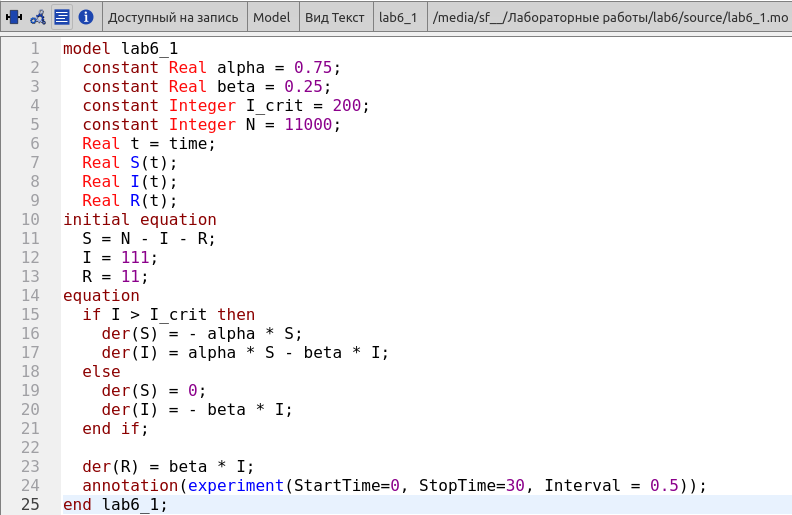 Доступный на запись Model Вид Текст lab6_1 /media/sf__/Лабораторные работы/lab6/source/lab6_1.mo
1 model lab6_1
2   constant Real alpha = 0.75;
3   constant Real beta = 0.25;
4   constant Integer I_crit = 200;
5   constant Integer N = 11000;
6   Real t = time;
7   Real S(t);
8   Real I(t);
9   Real R(t);
10 initial equation
11   S = N - I - R;
12   I = 111;
13   R = 11;
14 equation
15   if I > I_crit then
16     der(S) = - alpha * S;
17     der(I) = alpha * S - beta * I;
18   else
19     der(S) = 0;
20     der(I) = - beta * I;
21   end if;
22
23   der(R) = beta * I;
24   annotation(experiment(StartTime=0, StopTime=30, Interval = 0.5));
25 end lab6_1;